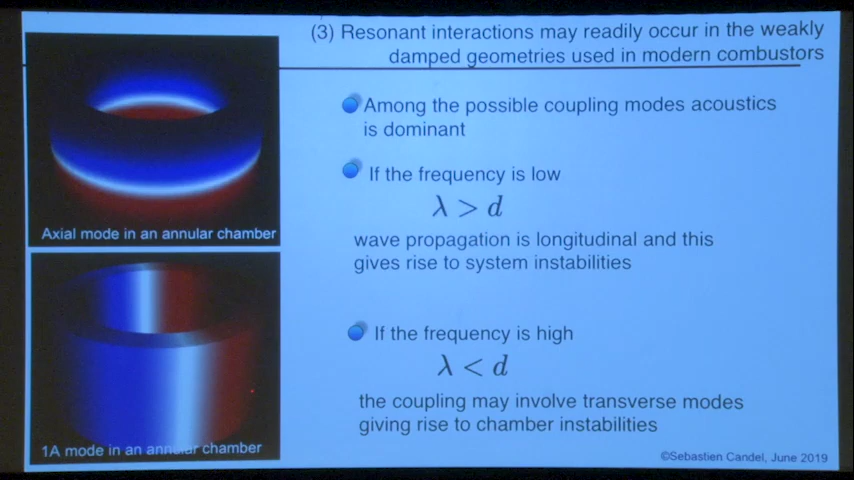 (3) Resonant interactions may readily occur in the weakly
damped geometries used in modern combustors
Among the possible coupling modes acoustics
is dominant
If the frequency is low
λ > d
wave propagation is longitudinal and this
gives rise to system instabilities
Axial mode in an annular chamber
If the frequency is high
λ < d
the coupling may involve transverse modes
giving rise to chamber instabilities
1A mode in an annular chamber
©Sebastien Candel, June 2019